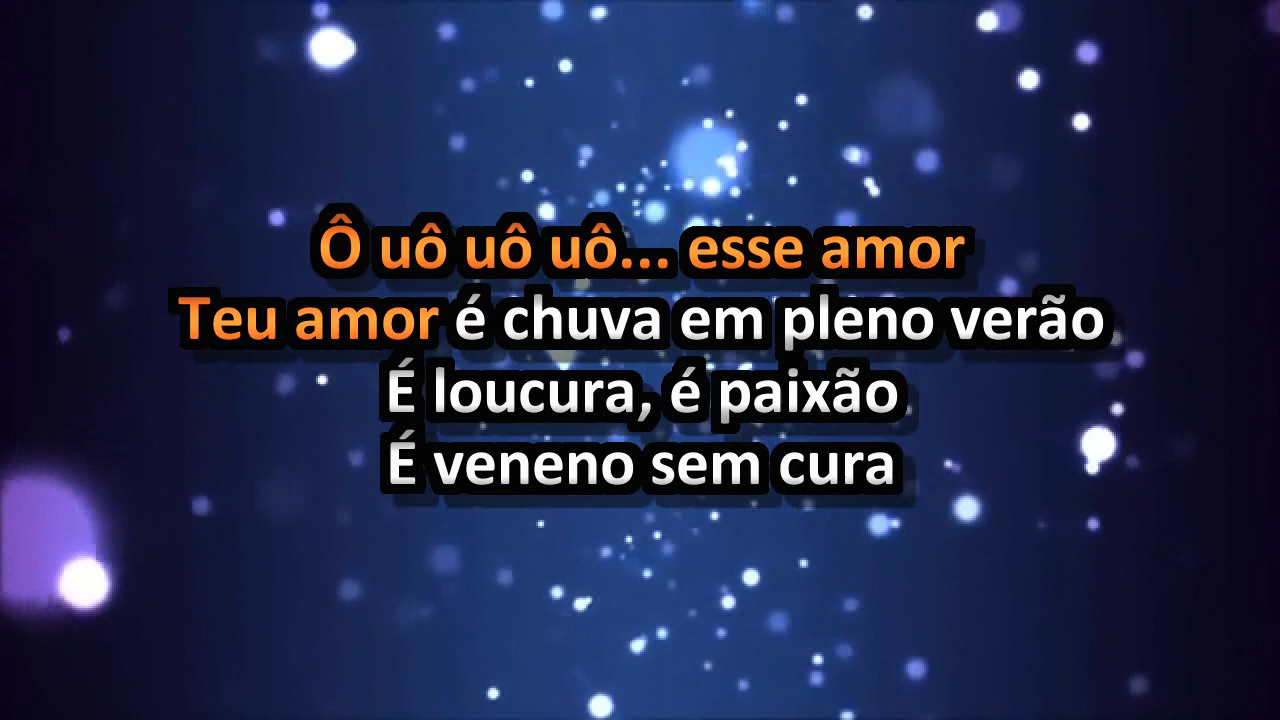 Ô uô uô uô... esse amor
Teu amor é chuva em pleno verão
É loucura, é paixão
É veneno sem cura